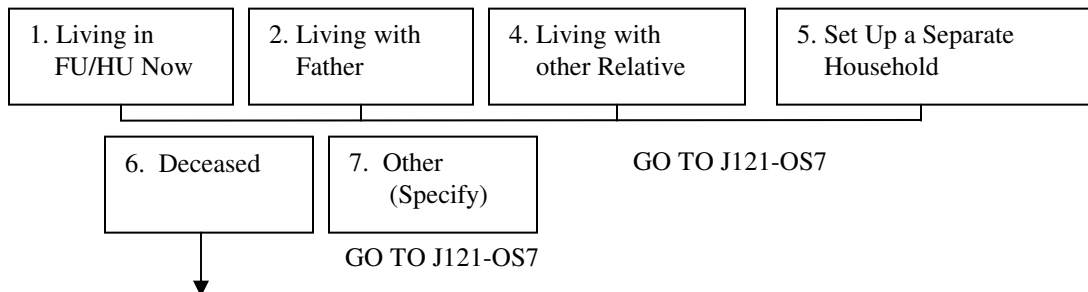 1. Living in
FU/HU Now
2. Living with
Father
4. Living with
other Relative
5. Set Up a Separate
Household
6. Deceased
7. Other
(Specify)
GO TO J121-OS7
GO TO J121-OS7